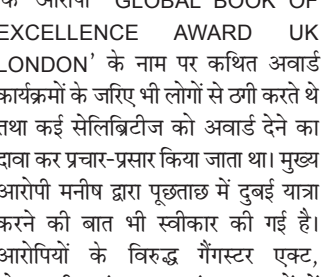 के आरोपी 'GLOBAL BOOK OF
EXCELLENCE AWARD UK
LONDON' के नाम पर कथित अवार्ड
कार्यक्रमों के जरिए भी लोगों से ठगी करते थे
तथा कई सेलिब्रिटीज को अवार्ड देने का
दावा कर प्रचार-प्रसार किया जाता था। मुख्य
आरोपी मनीष द्वारा पूछताछ में दुबई यात्रा
करने की बात भी स्वीकार की गई है।
आरोपियों के विरुद्ध गैंगस्टर एक्ट,